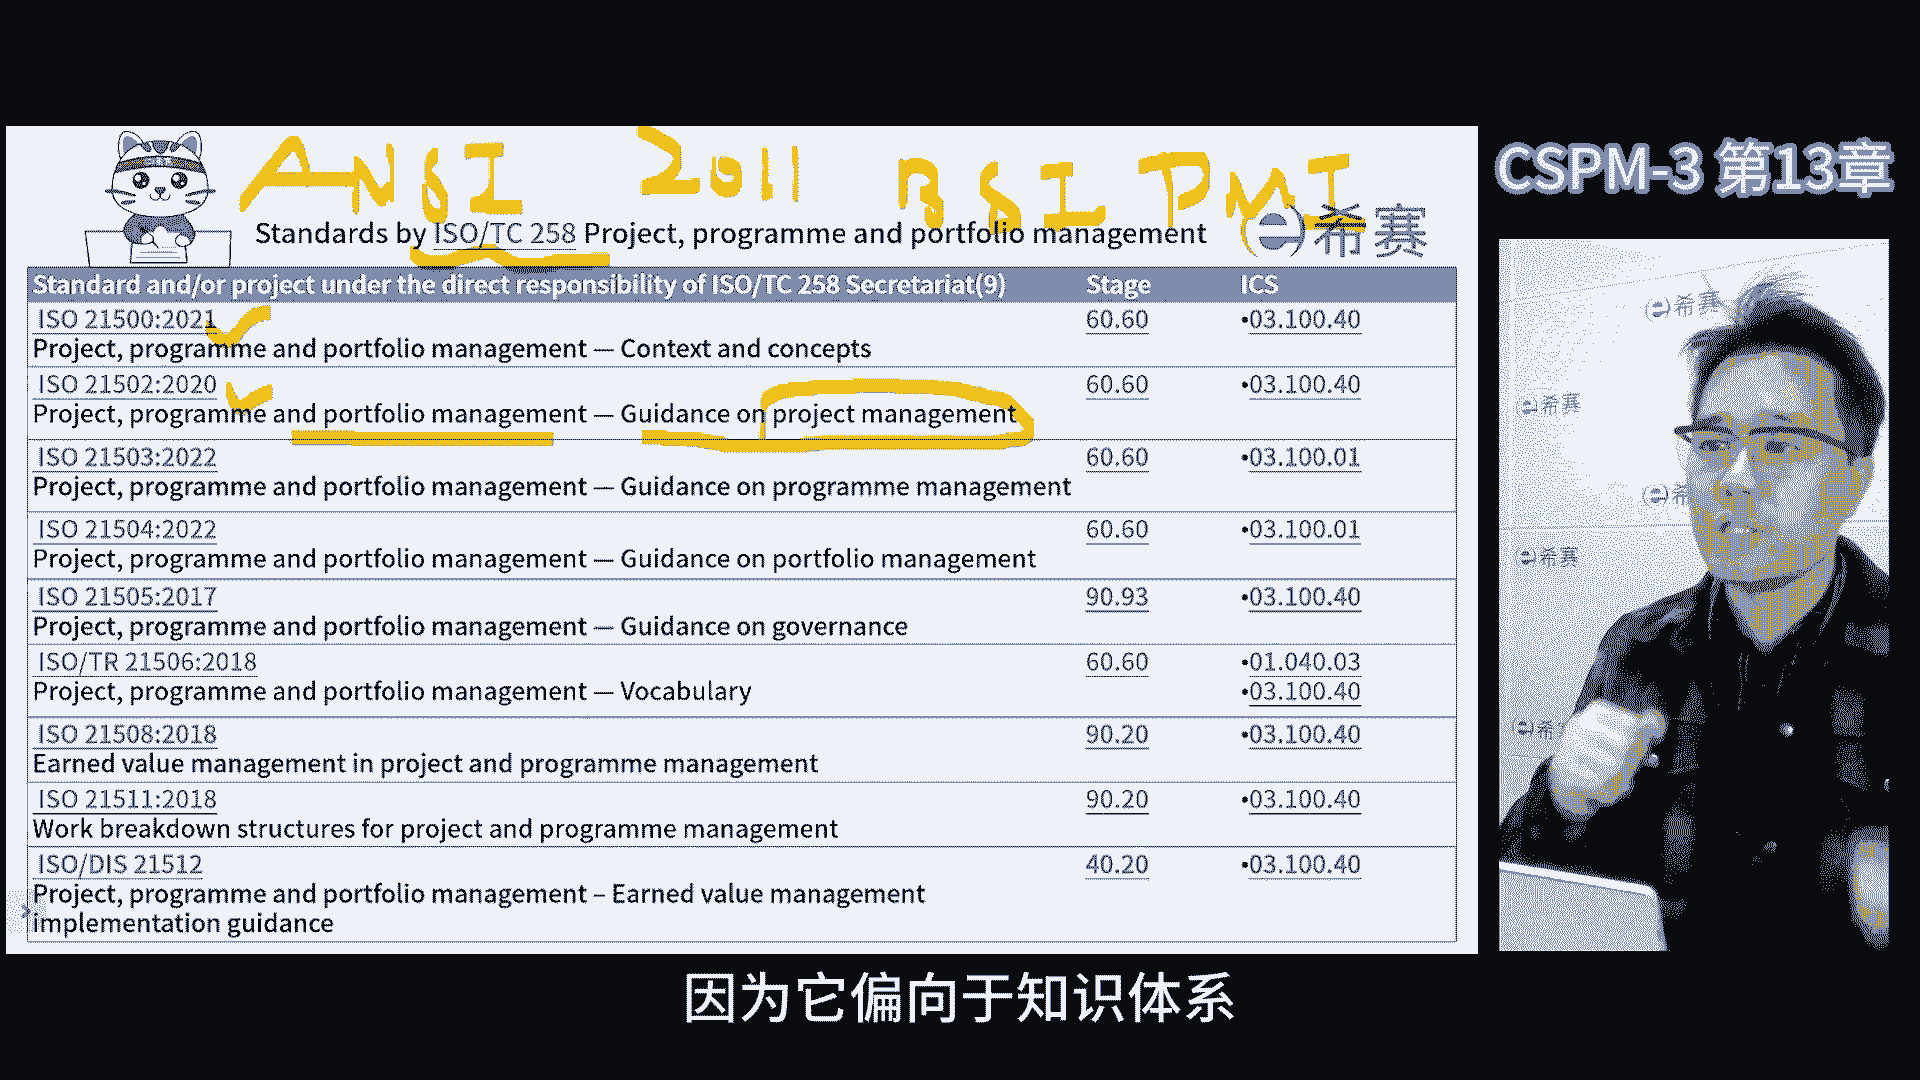 ANSI 2011 BSI PMI
CSPM-3 第13章
Standards by ISO/TC 258 Project, programme and portfolio management
希赛
Standard and/or project under the direct responsibility of ISO/TC 258 Secretariat(9) Stage ICS
ISO 21500:2021 60.60 •03.100.40
Project, programme and portfolio management — Context and concepts
ISO 21502:2020 60.60 •03.100.40
Project, programme and portfolio management — Guidance on project management
ISO 21503:2022 60.60 •03.100.01
Project, programme and portfolio management — Guidance on programme management
ISO 21504:2022 60.60 •03.100.01
Project, programme and portfolio management — Guidance on portfolio management
ISO 21505:2017 90.93 •03.100.40
Project, programme and portfolio management — Guidance on governance
ISO/TR 21506:2018 60.60 •01.040.03
Project, programme and portfolio management — Vocabulary •03.100.40
ISO 21508:2018 90.20 •03.100.40
Earned value management in project and programme management
ISO 21511:2018 90.20 •03.100.40
Work breakdown structures for project and programme management
ISO/DIS 21512 40.20 •03.100.40
Project, programme and portfolio management – Earned value management
implementation guidance
希赛
希赛
希
希赛
希
因为它偏向于知识体系